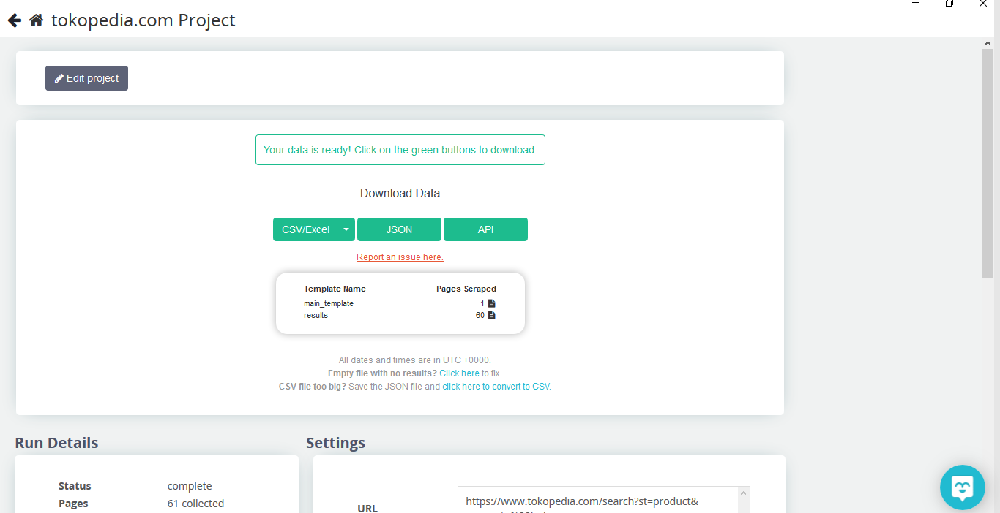 tokopedia.com Project
Edit project
Your data is ready! Click on the green buttons to download.
Download Data
CSV/Excel JSON API
Report an issue here.
Template Name Pages Scraped
main_template 1
results 60
All dates and times are in UTC +0000.
Empty file with no results? Click here to fix.
CSV file too big? Save the JSON file and click here to convert to CSV.
Run Details Settings
Status complete
Pages 61 collected
URL https://www.tokopedia.com/search?st=product&